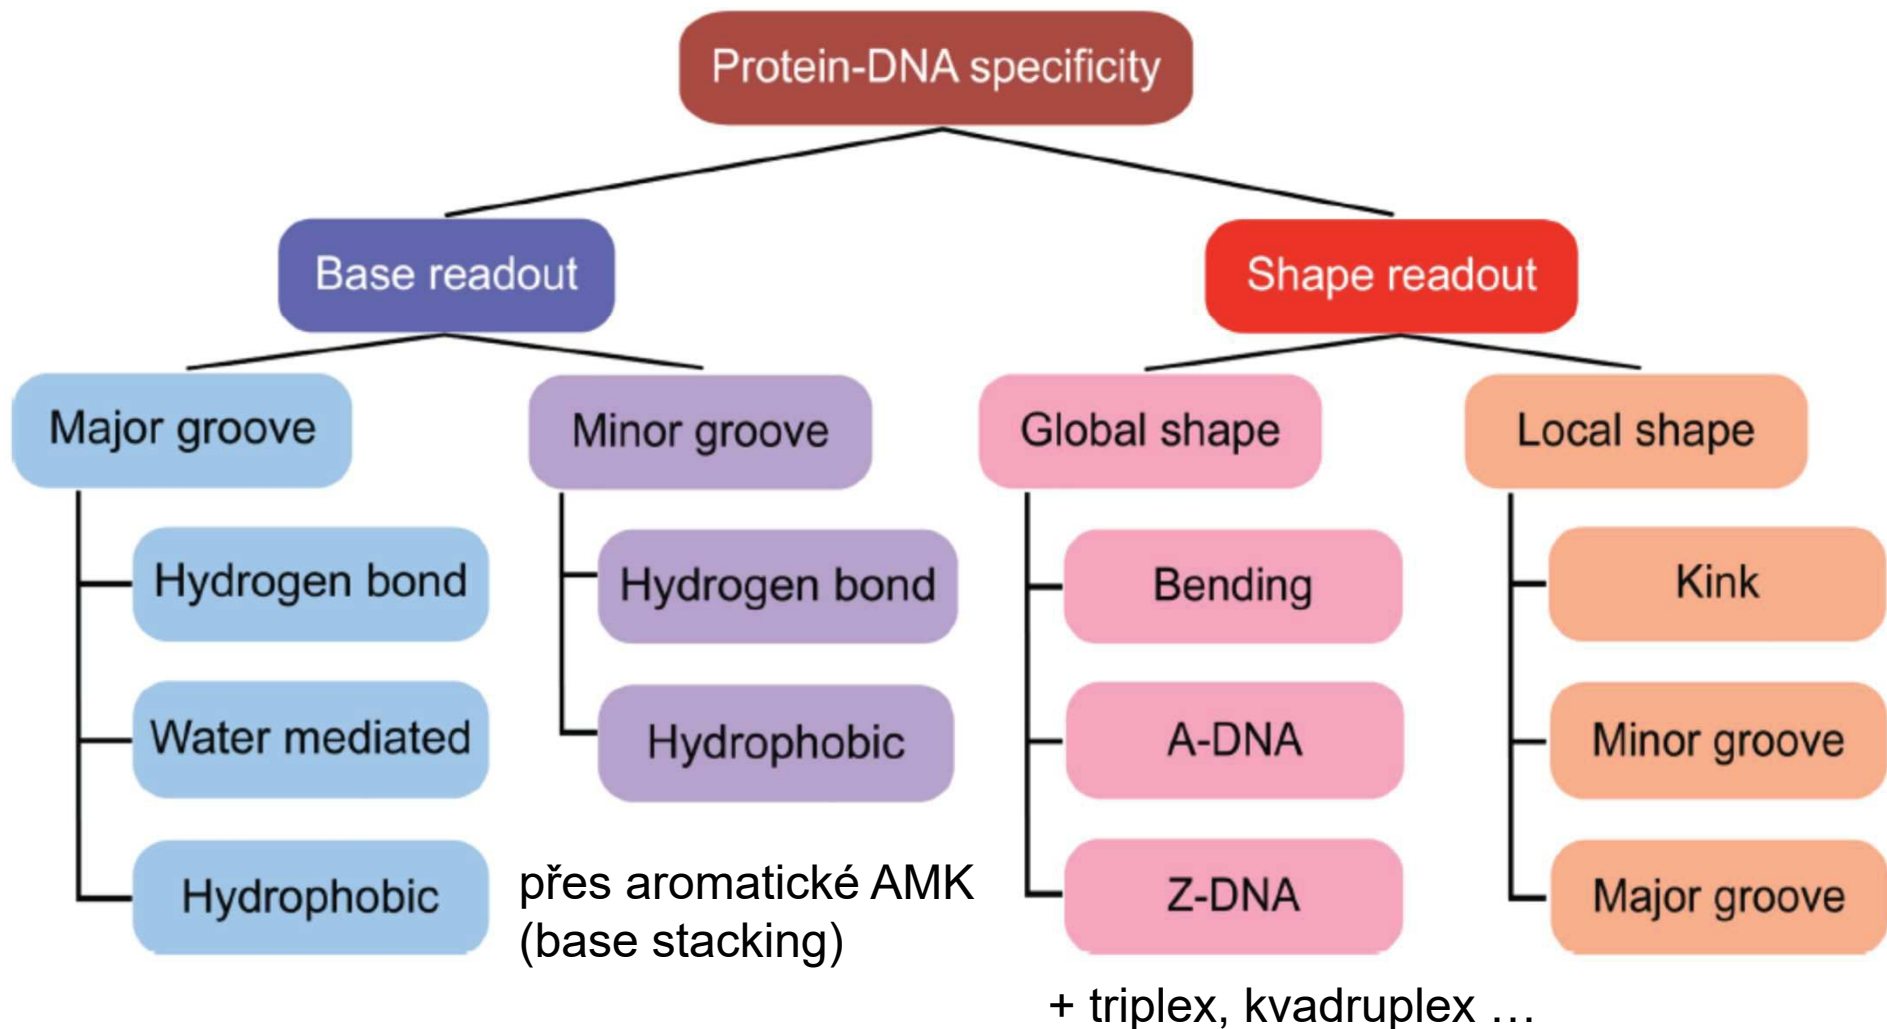 Protein-DNA specificity
Base readout
Shape readout
Major groove
Minor groove
Global shape
Local shape
Hydrogen bond
Hydrogen bond
Bending
Kink
Water mediated
Hydrophobic
A-DNA
Minor groove
Hydrophobic
přes aromatické AMK
(base stacking)
Z-DNA
Major groove
+ triplex, kvadruplex …